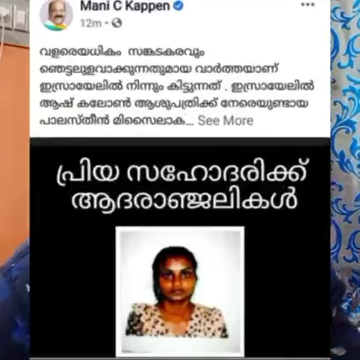 Mani C Kappen
12m
വളരെയധികം സങ്കടകരവും
ഞെട്ടലുളവാക്കുന്നതുമായ വാർത്തയാണ്
ഇസ്രായേലിൽ നിന്നും കിട്ടുന്നത് . ഇസ്രായേലിൽ
ആഷ് കലോൺ ആശുപത്രിക്ക് നേരെയുണ്ടായ
പാലസ്തീൻ മിസൈലാക... See More
പ്രിയ സഹോദരിക്ക്
ആദരാഞ്ജലികൾ